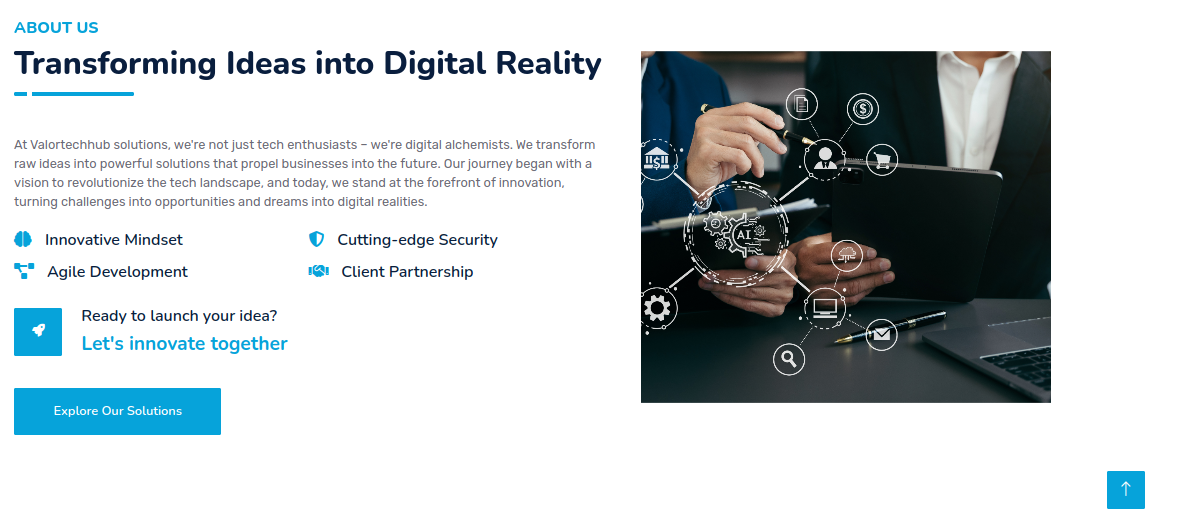 ABOUT US
Transforming Ideas into Digital Reality
At Valortechhub solutions, we're not just tech enthusiasts – we're digital alchemists. We transform
raw ideas into powerful solutions that propel businesses into the future. Our journey began with a
vision to revolutionize the tech landscape, and today, we stand at the forefront of innovation,
turning challenges into opportunities and dreams into digital realities.
Innovative Mindset
Cutting-edge Security
Agile Development
Client Partnership
Ready to launch your idea?
Let's innovate together
Explore Our Solutions
$
$
AI